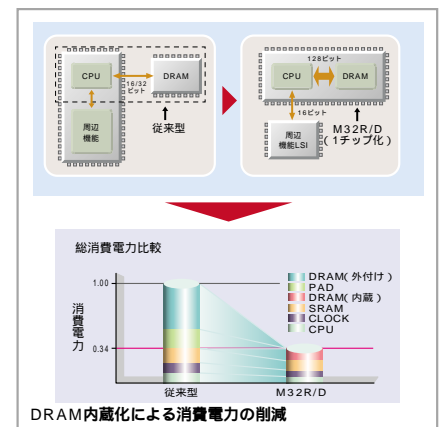 CPU
16/32
ビット
DRAM
周辺
機能
従来型
128ビット
CPU
DRAM
16ビット
周辺
機能LSI
M32R/D
(1チップ化)
総消費電力比較
消費電力
1.00
0.34
DRAM(外付け)
PAD
DRAM(内蔵)
SRAM
CLOCK
CPU
従来型
M32R/D
DRAM内蔵化による消費電力の削減